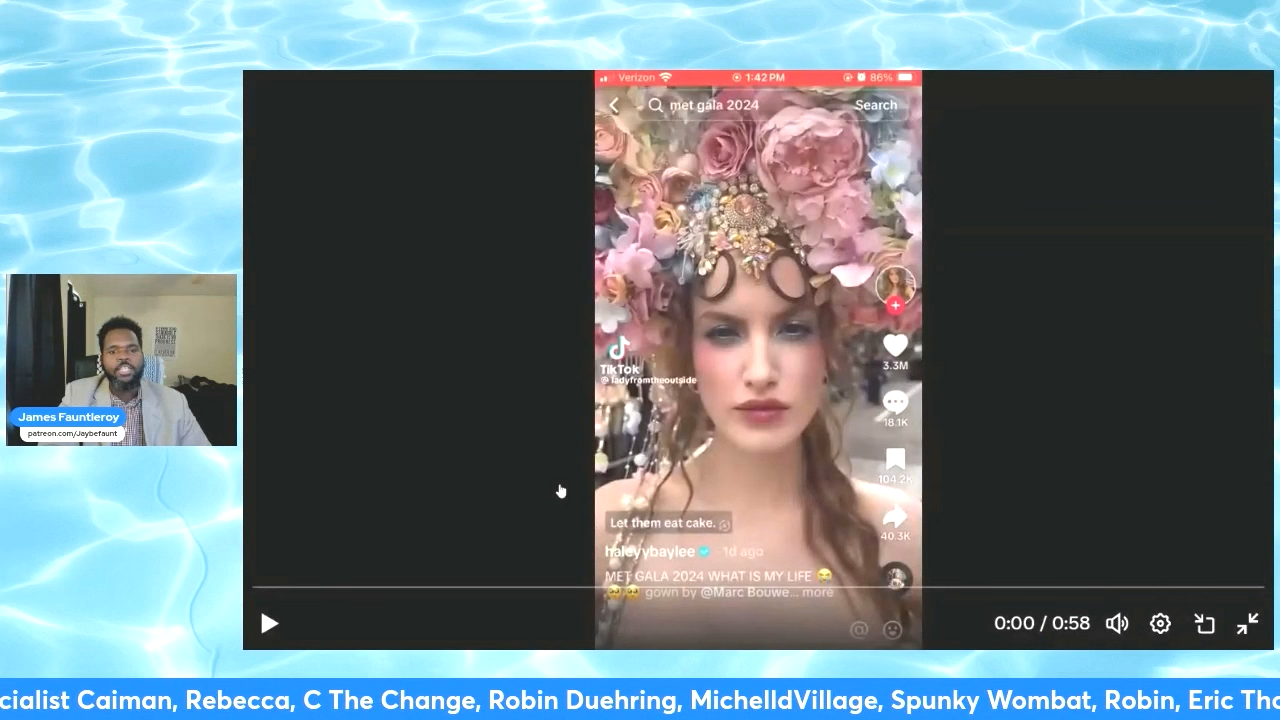 Verizon
1:42 PM
86%
met gala 2024
Search
3.3M
TikTok
@ ladyfromtheoutside
James Fauntleroy
patreon.com/Jaybefaunt
18.1K
104.2K
Let them eat cake.
40.3K
haleyybaylee
1d ago
MET GALA 2024 WHAT IS MY LIFE 😭
🥹🥹 gown by @Marc Bouwe... more
0:00 / 0:58
cialist Caiman, Rebecca, C The Change, Robin Duehring, MichelldVillage, Spunky Wombat, Robin, Eric Tho